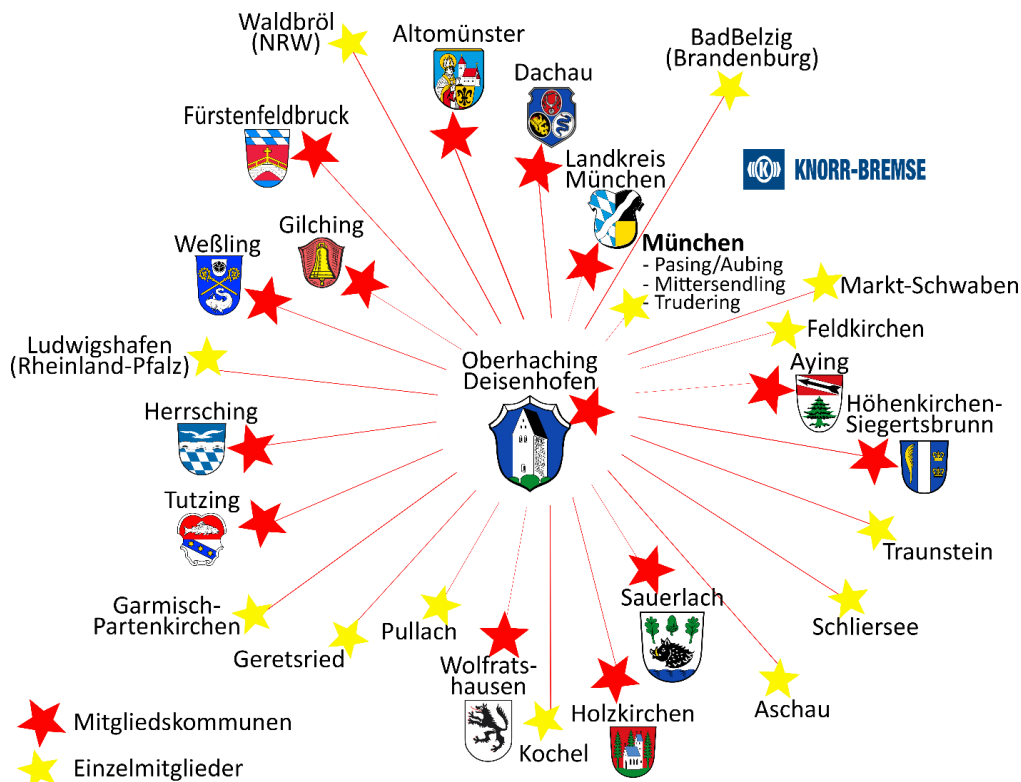 Waldbröl
(NRW)
Altomünster
BadBelzig
(Brandenburg)
Dachau
Fürstenfeldbruck
Landkreis
München
KNORR-BREMSE
Gilching
Weßling
München
- Pasing/Aubing
- Mittersendling
- Trudering
Markt-Schwaben
Feldkirchen
Ludwigshafen
(Rheinland-Pfalz)
Oberhaching
Deisenhofen
Aying
Höhenkirchen-
Siegertsbrunn
Herrsching
Tutzing
Traunstein
Garmisch-
Partenkirchen
Geretsried
Pullach
Sauerlach
Schliersee
Wolfrats-
hausen
Kochel
Holzkirchen
Aschau
Mitgliedskommunen
Einzelmitglieder